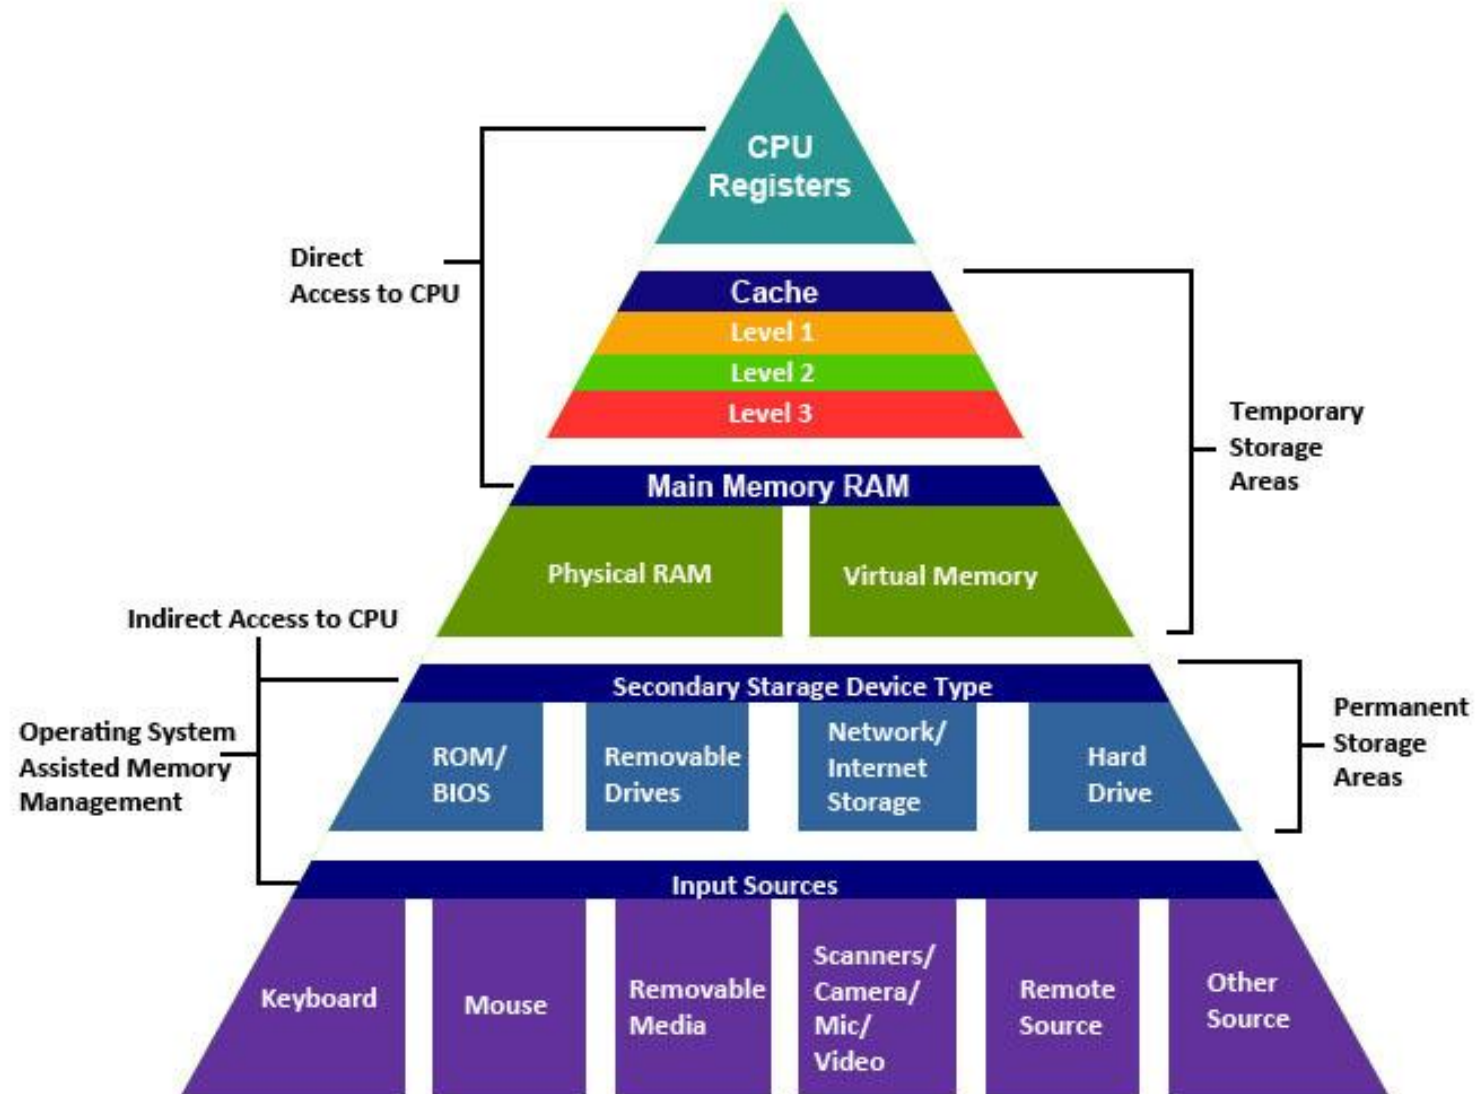 CPU
Registers
Direct
Access to CPU
Cache
Level 1
Level 2
Level 3
Temporary
Storage
Areas
Main Memory RAM
Physical RAM
Virtual Memory
Indirect Access to CPU
Secondary Starage Device Type
Operating System
Assisted Memory
Management
ROM/
BIOS
Removable
Drives
Network/
Internet
Storage
Hard
Drive
Permanent
Storage
Areas
Input Sources
Keyboard
Mouse
Removable
Media
Scanners/
Camera/
Mic/
Video
Remote
Source
Other
Source